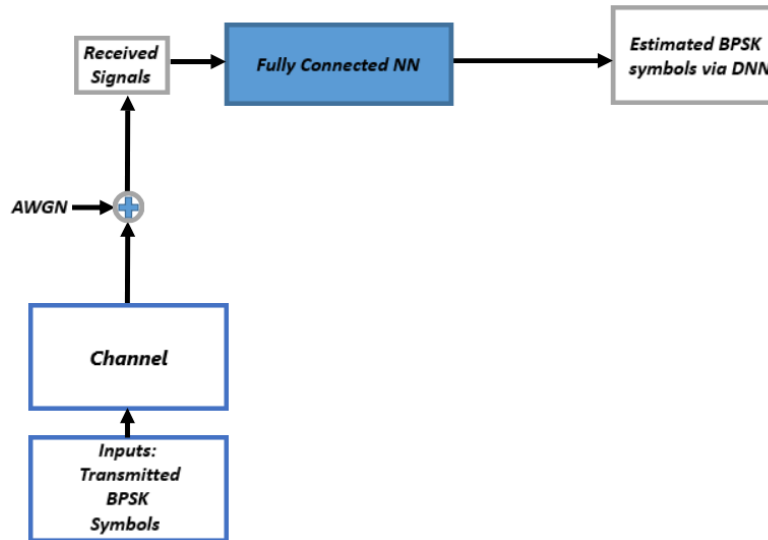 Received
Signals
Fully Connected NN
Estimated BPSK
symbols via DNN
AWGN
Channel
Inputs:
Transmitted
BPSK
Symbols